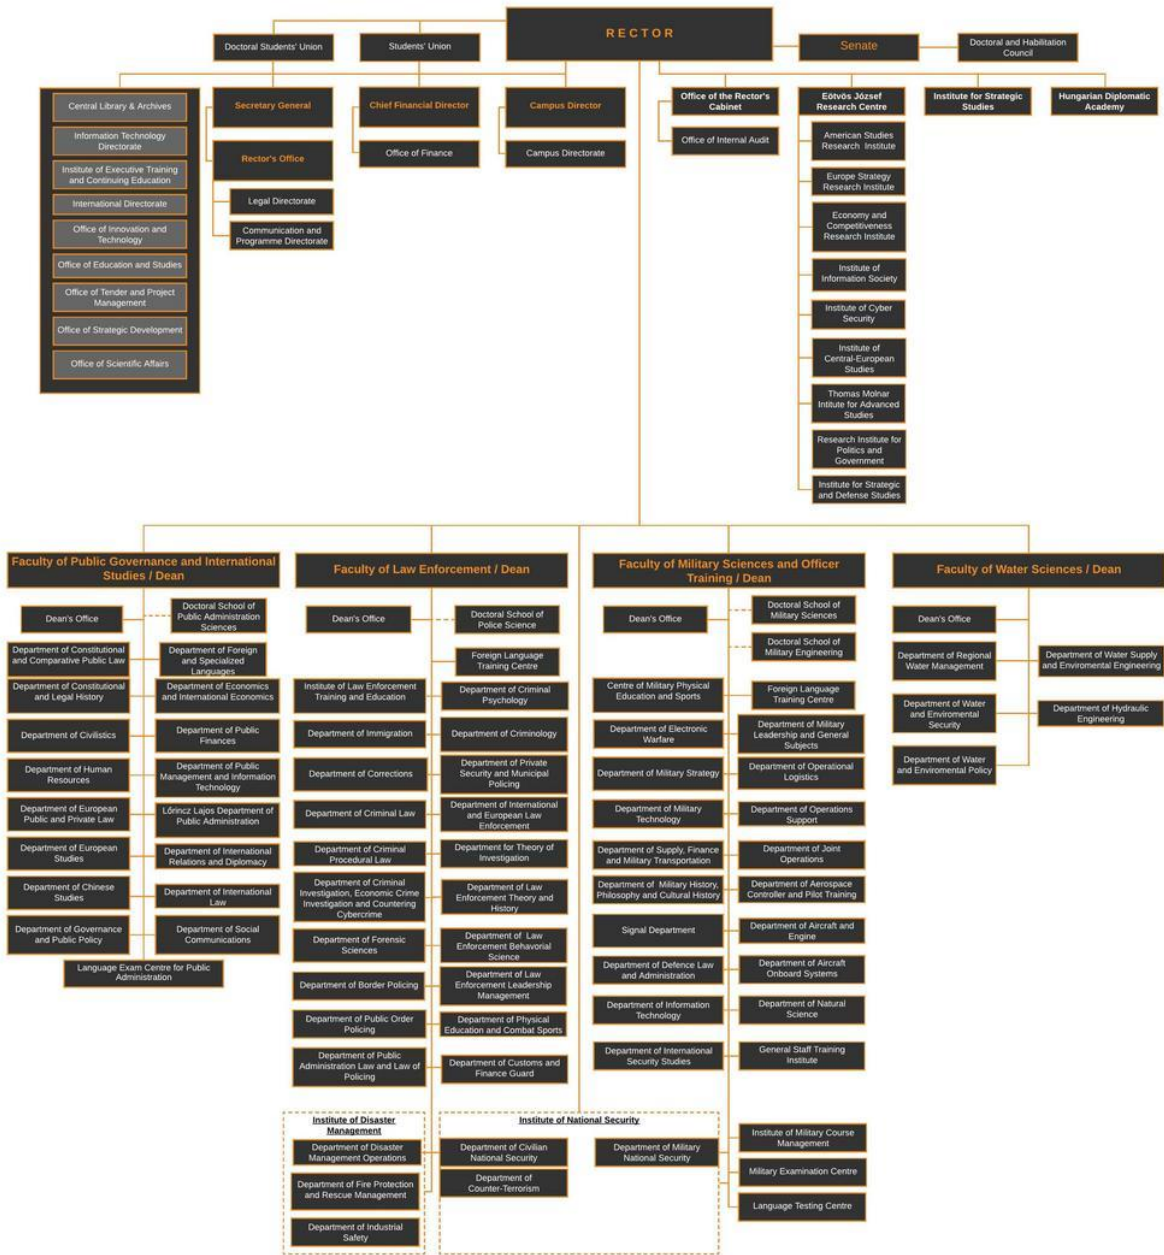 RECTOR
Doctoral Students' Union
Students' Union
Senate
Doctoral and Habilitation
Council
Central Library & Archives
Information Technology
Directorate
Institute of Executive Training
and Continuing Education
International Directorate
Office of Innovation and
Technology
Office of Education and Studies
Office of Tender and Project
Management
Office of Strategic Development
Office of Scientific Affairs
Secretary General
Rector's Office
Legal Directorate
Communication and
Programme Directorate
Chief Financial Director
Office of Finance
Campus Director
Campus Directorate
Office of the Rector's
Cabinet
Office of Internal Audit
Eötvös József
Research Centre
American Studies
Research Institute
Europe Strategy
Research Institute
Economy and
Competitiveness
Research Institute
Institute of
Information Society
Institute of Cyber
Security
Institute of
Central-European
Studies
Thomas Molnar
Intitute for Advanced
Studies
Research Institute for
Politics and
Government
Institute for Strategic
and Defense Studies
Institute for Strategic
Studies
Hungarian Diplomatic
Academy
Faculty of Public Governance and International
Studies / Dean
Dean's Office
Doctoral School of
Public Administration
Sciences
Department of Constitutional
and Comparative Public Law
Department of Foreign
and Specialized
Languages
Department of Constitutional
and Legal History
Department of Economics
and International Economics
Department of Civilistics
Department of Public
Finances
Department of Human
Resources
Department of Public
Management and Information
Technology
Department of European
Public and Private Law
Lőrincz Lajos Department of
Public Administration
Department of European
Studies
Department of International
Relations and Diplomacy
Department of Chinese
Studies
Department of International
Law
Department of Governance
and Public Policy
Department of Social
Communications
Language Exam Centre for Public
Administration
Faculty of Law Enforcement / Dean
Dean's Office
Doctoral School of
Police Science
Foreign Language
Training Centre
Institute of Law Enforcement
Training and Education
Department of Criminal
Psychology
Department of Immigration
Department of Criminology
Department of Corrections
Department of Private
Security and Municipal
Policing
Department of Criminal Law
Department of International
and European Law
Enforcement
Department of Criminal
Procedural Law
Department for Theory of
Investigation
Department of Criminal
Investigation, Economic Crime
Investigation and Countering
Cybercrime
Department of Law
Enforcement Theory and
History
Department of Forensic
Sciences
Department of Law
Enforcement Behavorial
Science
Department of Border Policing
Department of Law
Enforcement Leadership
Management
Department of Public Order
Policing
Department of Physical
Education and Combat Sports
Department of Public
Administration Law and Law of
Policing
Department of Customs and
Finance Guard
Institute of Disaster
Management
Department of Disaster
Management Operations
Department of Fire Protection
and Rescue Management
Department of Industrial
Safety
Institute of National Security
Department of Civilian
National Security
Department of
Counter-Terrorism
Department of Military
National Security
Faculty of Military Sciences and Officer
Training / Dean
Dean's Office
Doctoral School of
Military Sciences
Doctoral School of
Military Engineering
Centre of Military Physical
Education and Sports
Foreign Language
Training Centre
Department of Electronic
Warfare
Department of Military
Leadership and General
Subjects
Department of Military Strategy
Department of Operational
Logistics
Department of Military
Technology
Department of Operations
Support
Department of Supply, Finance
and Military Transportation
Department of Joint
Operations
Department of Military History,
Philosophy and Cultural History
Department of Aerospace
Controller and Pilot Training
Signal Department
Department of Aircraft and
Engine
Department of Defence Law
and Administration
Department of Aircraft
Onboard Systems
Department of Information
Technology
Department of Natural
Science
Department of International
Security Studies
General Staff Training
Institute
Institute of Military Course
Management
Military Examination Centre
Language Testing Centre
Faculty of Water Sciences / Dean
Dean's Office
Department of Regional
Water Management
Department of Water Supply
and Enviromental Engineering
Department of Water
and Enviromental
Security
Department of Hydraulic
Engineering
Department of Water
and Enviromental Policy